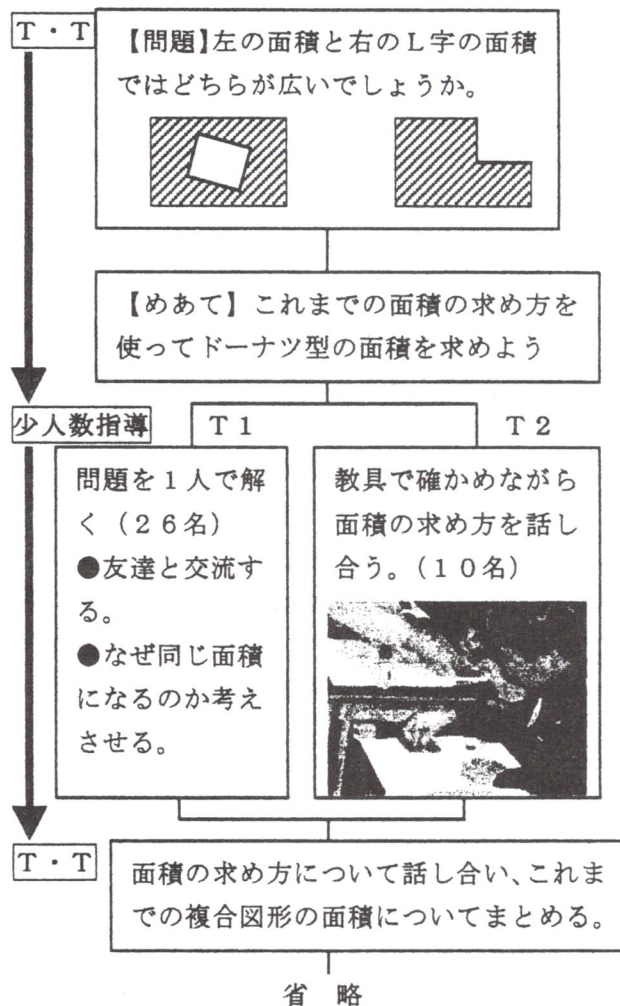 T・T
【問題】左の面積と右のL字の面積
ではどちらが広いでしょうか。
【めあて】これまでの面積の求め方を
使ってドーナツ型の面積を求めよう
少人数指導
T1
T2
問題を1人で解
く(26名)
●友達と交流す
る。
●なぜ同じ面積
になるのか考え
させる。
教具で確かめながら
面積の求め方を話し
合う。(10名)
T・T
面積の求め方について話し合い、これま
での複合図形の面積についてまとめる。
省 略